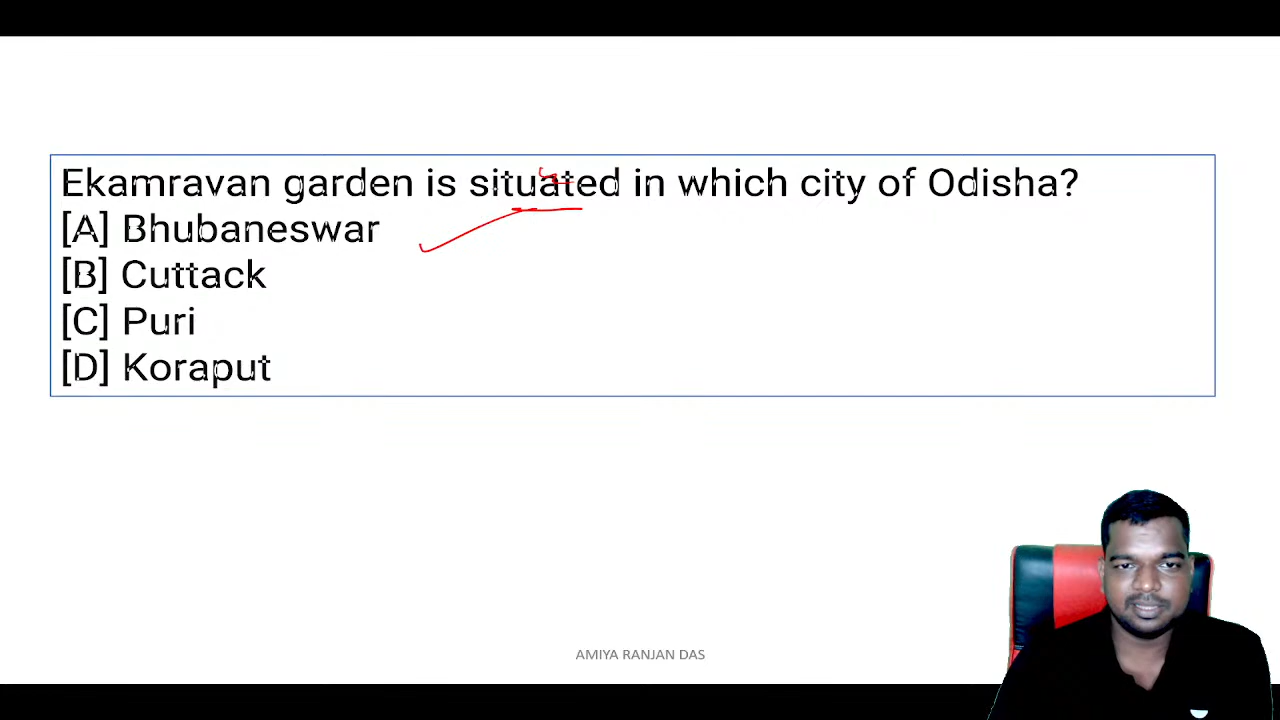 Ekamravan garden is situated in which city of Odisha?
[A] Bhubaneswar
[B] Cuttack
[C] Puri
[D] Koraput
AMIYA RANJAN DAS